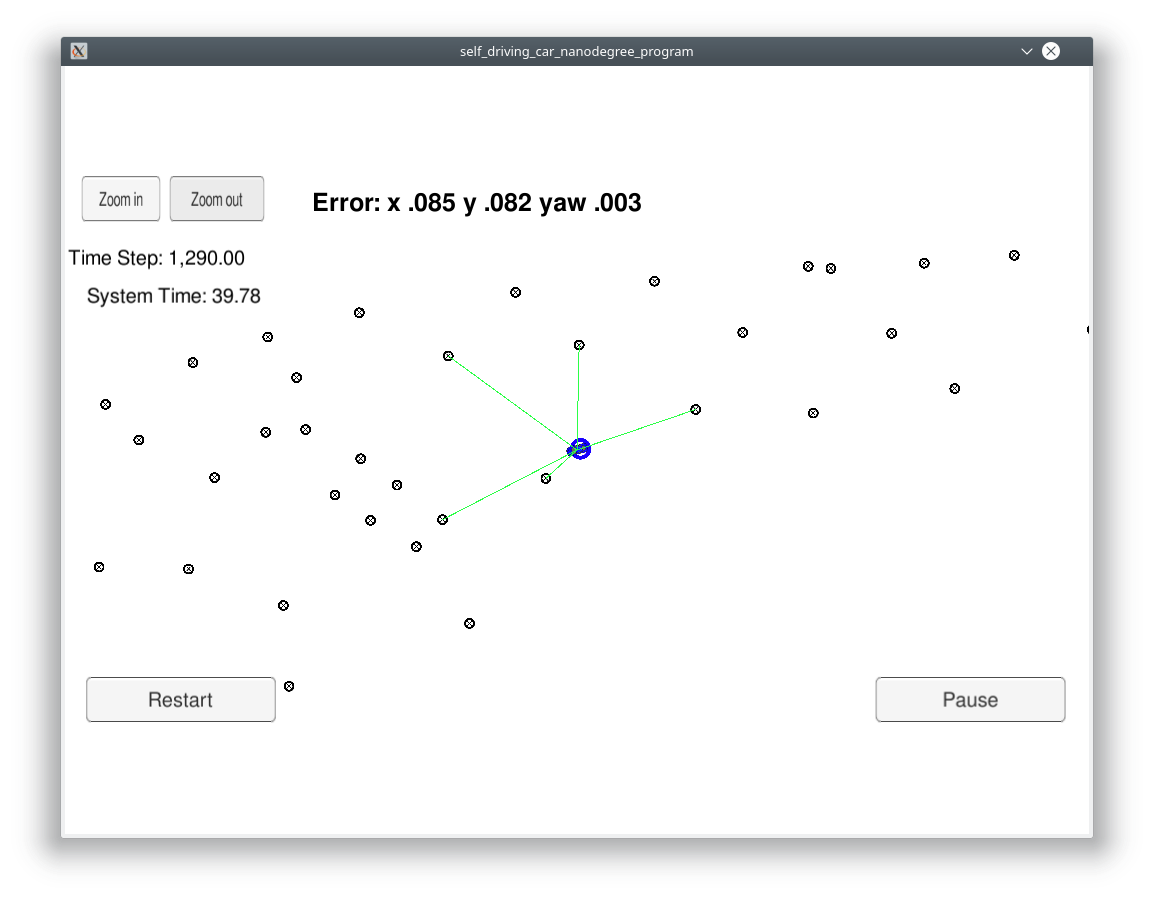 self_driving_car_nanodegree_program
Zoom in
Zoom out
Error: x .085 y .082 yaw .003
Time Step: 1,290.00
System Time: 39.78
Restart
Pause